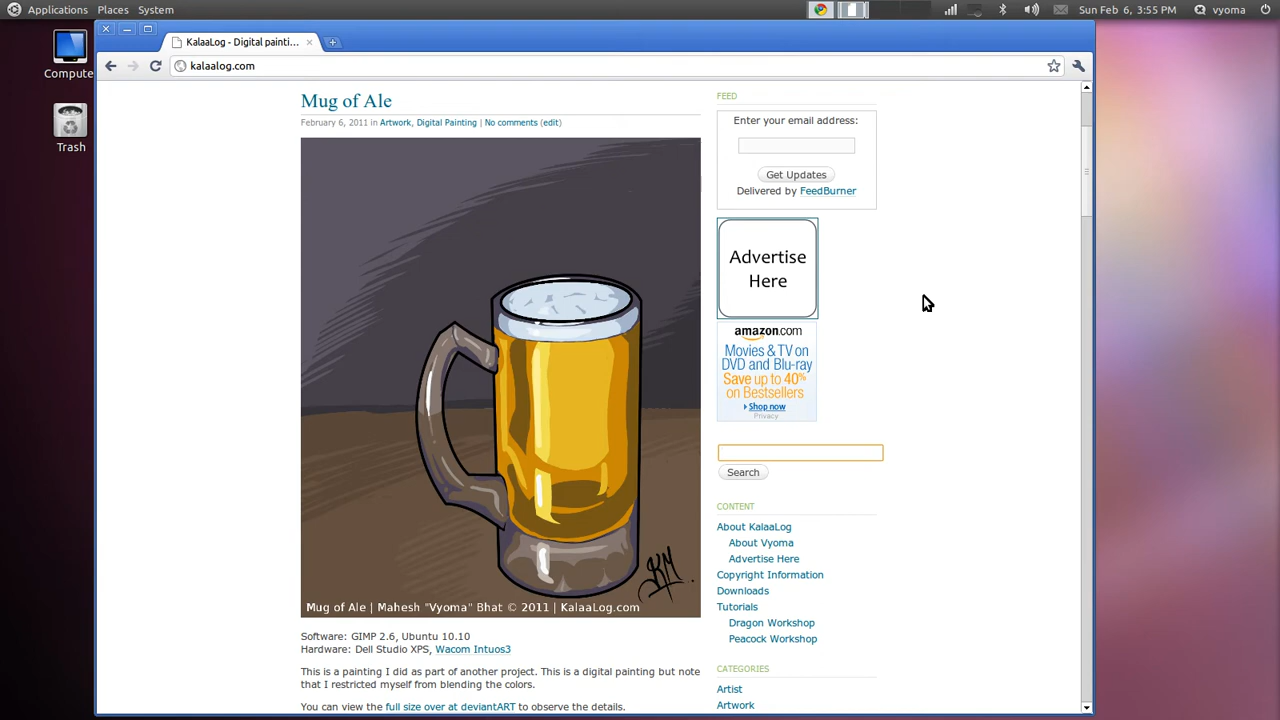 Applications Places System
Sun Feb 6, 3:55 PM vyoma
Compute
Trash
KalaaLog - Digital painti...
kalaalog.com
Mug of Ale
February 6, 2011 in Artwork, Digital Painting | No comments (edit)
Mug of Ale | Mahesh "Vyoma" Bhat © 2011 | KalaaLog.com
Software: GIMP 2.6, Ubuntu 10.10
Hardware: Dell Studio XPS, Wacom Intuos3
This is a painting I did as part of another project. This is a digital painting but note
that I restricted myself from blending the colors.
You can view the full size over at deviantART to observe the details.
FEED
Enter your email address:
Get Updates
Delivered by FeedBurner
Advertise
Here
amazon.com
Movies & TV on
DVD and Blu-ray
Save up to 40%
on Bestsellers
Shop now
Privacy
Search
CONTENT
About KalaaLog
About Vyoma
Advertise Here
Copyright Information
Downloads
Tutorials
Dragon Workshop
Peacock Workshop
CATEGORIES
Artist
Artwork